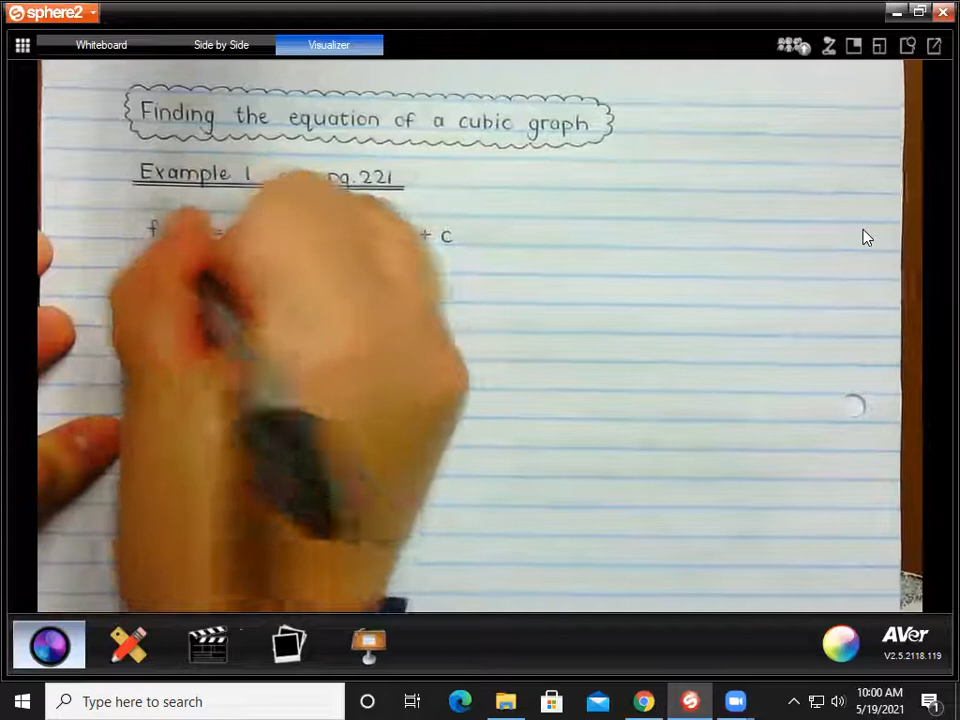 sphere2
Whiteboard
Side by Side
Visualizer
Finding the equation of a cubic graph
Example 1 pg.221
f = + c
AVer
V2.5.2118.119
Type here to search
10:00 AM
5/19/2021
1